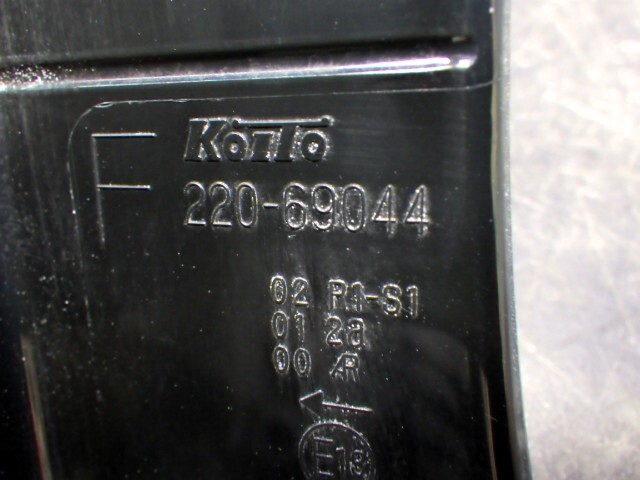 KOITO
220-69044
F
02 R1-S1
01 2a
00 AR
E13